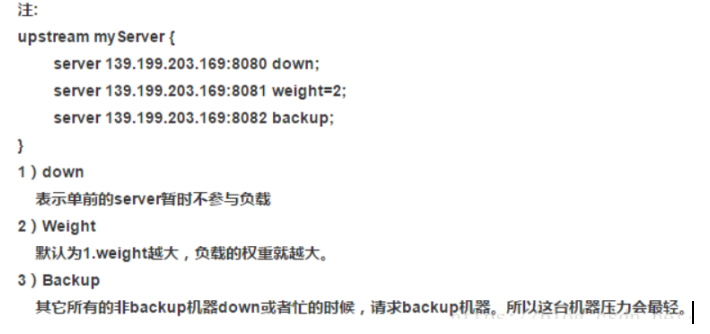 注:
upstream myServer {
server 139.199.203.169:8080 down;
server 139.199.203.169:8081 weight=2;
server 139.199.203.169:8082 backup;
}
1）down
表示单前的server暂时不参与负载
2）Weight
默认为1.weight越大，负载的权重就越大。
3）Backup
其它所有的非backup机器down或者忙的时候，请求backup机器。所以这台机器压力会最轻。